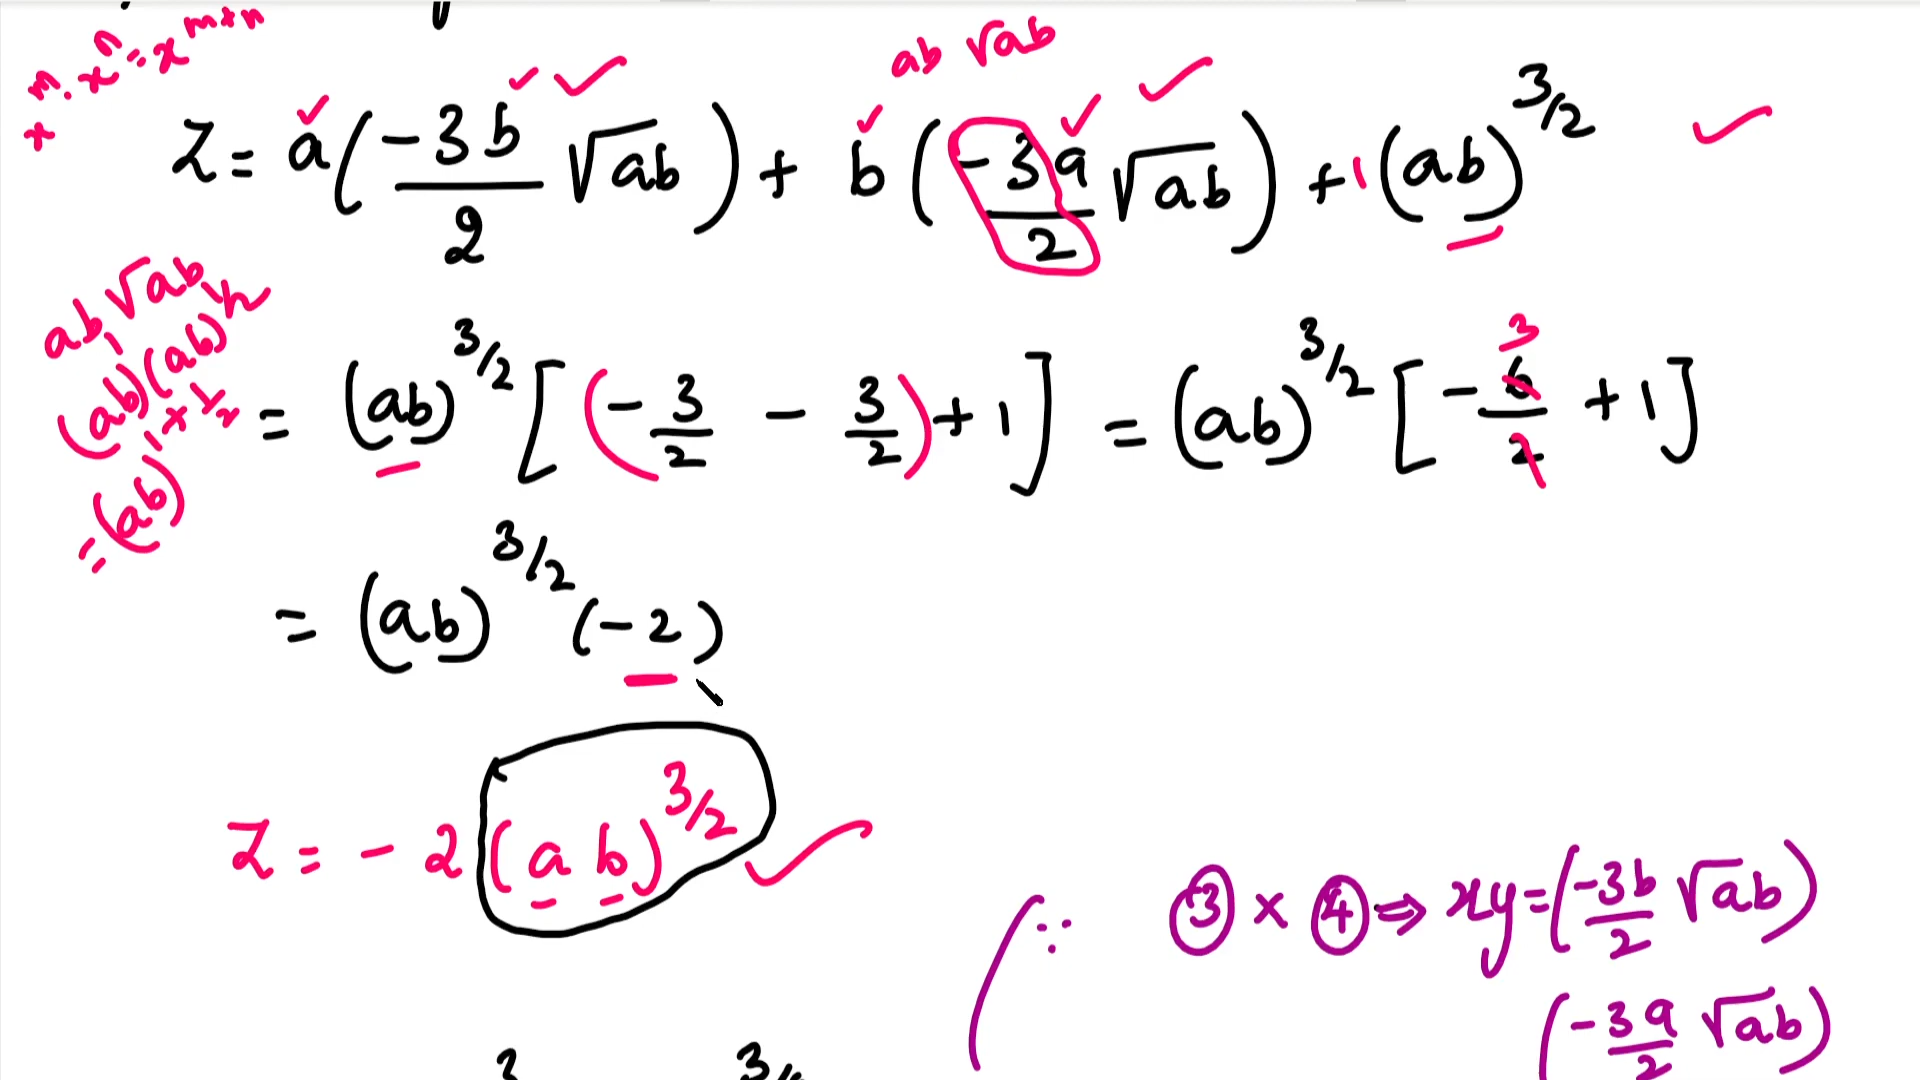 x^m · x^n = x^{m+n}
ab √ab
Z = a(-3b/2 √ab) + b(-3a/2 √ab) + 1(ab)^{3/2}
ab √ab
(ab)^1 (ab)^{1/2}
= (ab)^{1+1/2}
= (ab)^{3/2} [(-3/2 - 3/2) + 1] = (ab)^{3/2} [-6/2 + 1]
3
= (ab)^{3/2} (-2)
Z = -2(ab)^{3/2}
(∵ ③ × ④ ⇒ xy = (-3b/2 √ab)
(-3a/2 √ab)